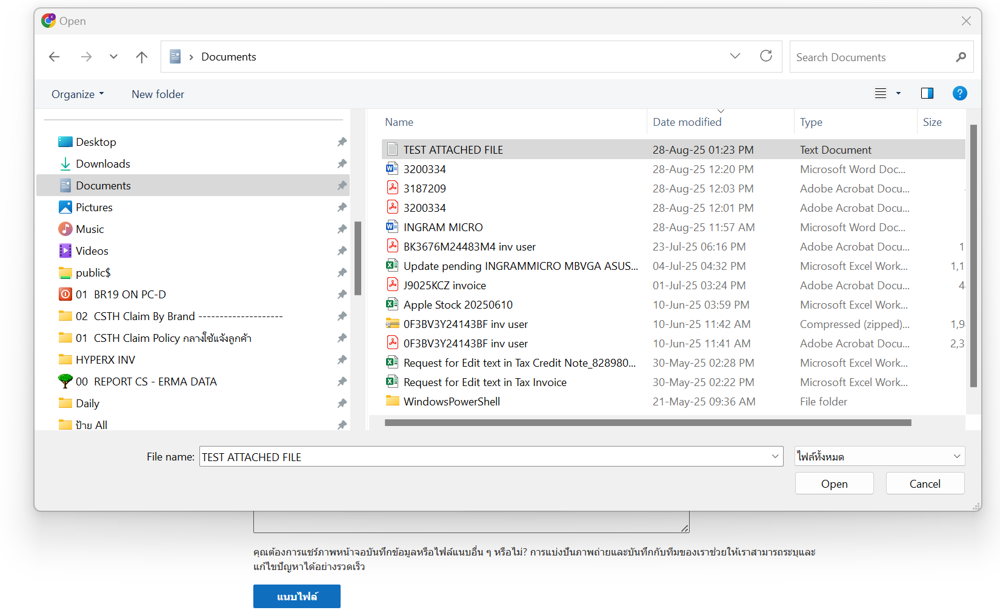 Open
Documents
Search Documents
Organize
New folder
Name Date modified Type Size
Desktop
Downloads
Documents
Pictures
Music
Videos
public$
01 BR19 ON PC-D
02 CSTH Claim By Brand --------------------
01 CSTH Claim Policy กลางใช้แจ้งลูกค้า
HYPERX INV
00 REPORT CS - ERMA DATA
Daily
ป้าย All
TEST ATTACHED FILE 28-Aug-25 01:23 PM Text Document
3200334 28-Aug-25 12:20 PM Microsoft Word Doc...
3187209 28-Aug-25 12:03 PM Adobe Acrobat Docu...
3200334 28-Aug-25 12:01 PM Adobe Acrobat Docu...
INGRAM MICRO 28-Aug-25 11:57 AM Microsoft Word Doc...
BK3676M24483M4 inv user 23-Jul-25 06:16 PM Adobe Acrobat Docu... 1
Update pending INGRAMMICRO MBVGA ASUS... 04-Jul-25 04:32 PM Microsoft Excel Work... 1,1
J9025KCZ invoice 01-Jul-25 03:24 PM Adobe Acrobat Docu... 4
Apple Stock 20250610 10-Jun-25 03:59 PM Microsoft Excel Work...
0F3BV3Y24143BF inv user 10-Jun-25 11:42 AM Compressed (zipped)... 1,9
0F3BV3Y24143BF inv user 10-Jun-25 11:41 AM Adobe Acrobat Docu... 2,3
Request for Edit text in Tax Credit Note_828980... 30-May-25 02:28 PM Microsoft Excel Work...
Request for Edit text in Tax Invoice 30-May-25 02:22 PM Microsoft Excel Work...
WindowsPowerShell 21-May-25 09:36 AM File folder
File name: TEST ATTACHED FILE ไฟล์ทั้งหมด
Open Cancel
คุณต้องการแชร์ภาพหน้าจอบันทึกข้อมูลหรือไฟล์แนบอื่น ๆ หรือไม่? การแบ่งปันภาพถ่ายและบันทึกกับทีมของเราช่วยให้เราสามารถระบุและ
แก้ไขปัญหาได้อย่างรวดเร็ว
แนบไฟล์